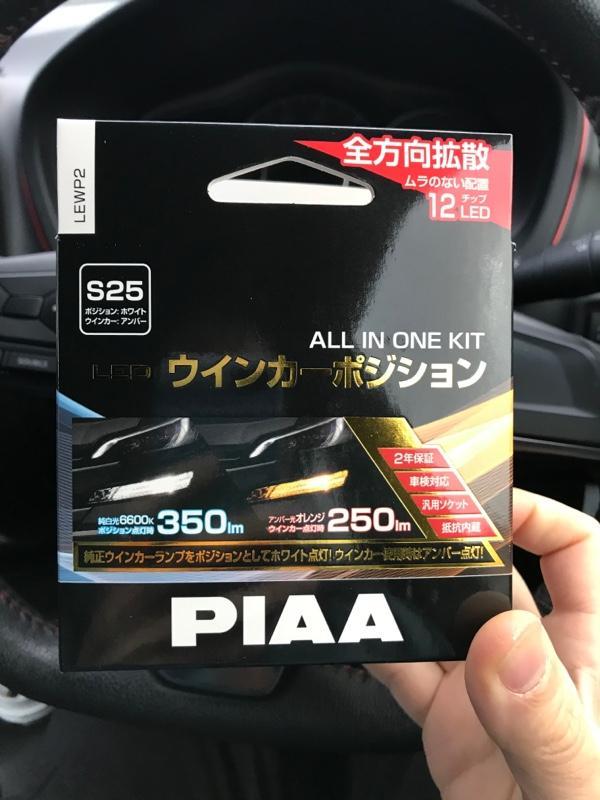 LEWP2
全方向拡散
ムラのない配置
12チップLED
S25
ポジション:ホワイト
ウインカー:アンバー
ALL IN ONE KIT
LED ウインカーポジション
2年保証
車検対応
汎用ソケット
抵抗内蔵
純白光6600K
ポジション点灯時 350lm
アンバー光オレンジ
ウインカー点灯時 250lm
純正ウインカーランプをポジションとしてホワイト点灯!ウインカー使用時はアンバー点灯!
PIAA